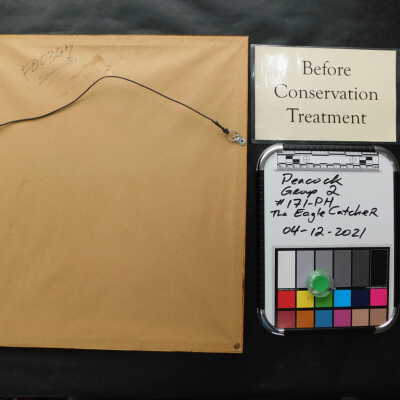 Before
Conservation
Treatment
Peacock
Group 2
#171-PH
The Eagle Catcher
04-12-2021